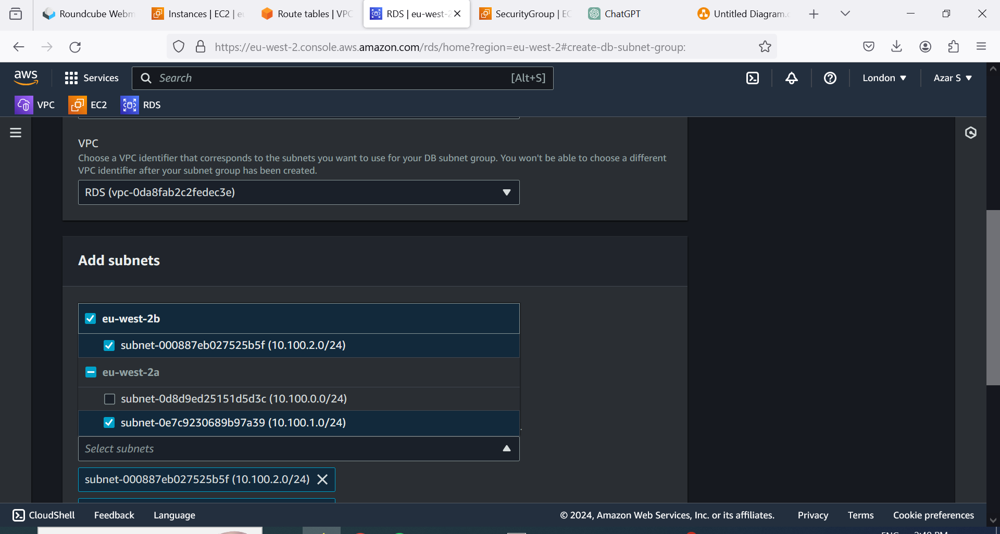 Roundcube Webm
Instances | EC2 | eu
Route tables | VPC
RDS | eu-west-2
SecurityGroup | EC
ChatGPT
Untitled Diagram.
https://eu-west-2.console.aws.amazon.com/rds/home?region=eu-west-2#create-db-subnet-group:
aws
Services
Search
[Alt+S]
London
Azar S
VPC
EC2
RDS
VPC
Choose a VPC identifier that corresponds to the subnets you want to use for your DB subnet group. You won't be able to choose a different
VPC identifier after your subnet group has been created.
RDS (vpc-0da8fab2c2fedec3e)
Add subnets
eu-west-2b
subnet-000887eb027525b5f (10.100.2.0/24)
eu-west-2a
subnet-0d8d9ed25151d5d3c (10.100.0.0/24)
subnet-0e7c9230689b97a39 (10.100.1.0/24)
Select subnets
subnet-000887eb027525b5f (10.100.2.0/24)
CloudShell
Feedback
Language
© 2024, Amazon Web Services, Inc. or its affiliates.
Privacy
Terms
Cookie preferences